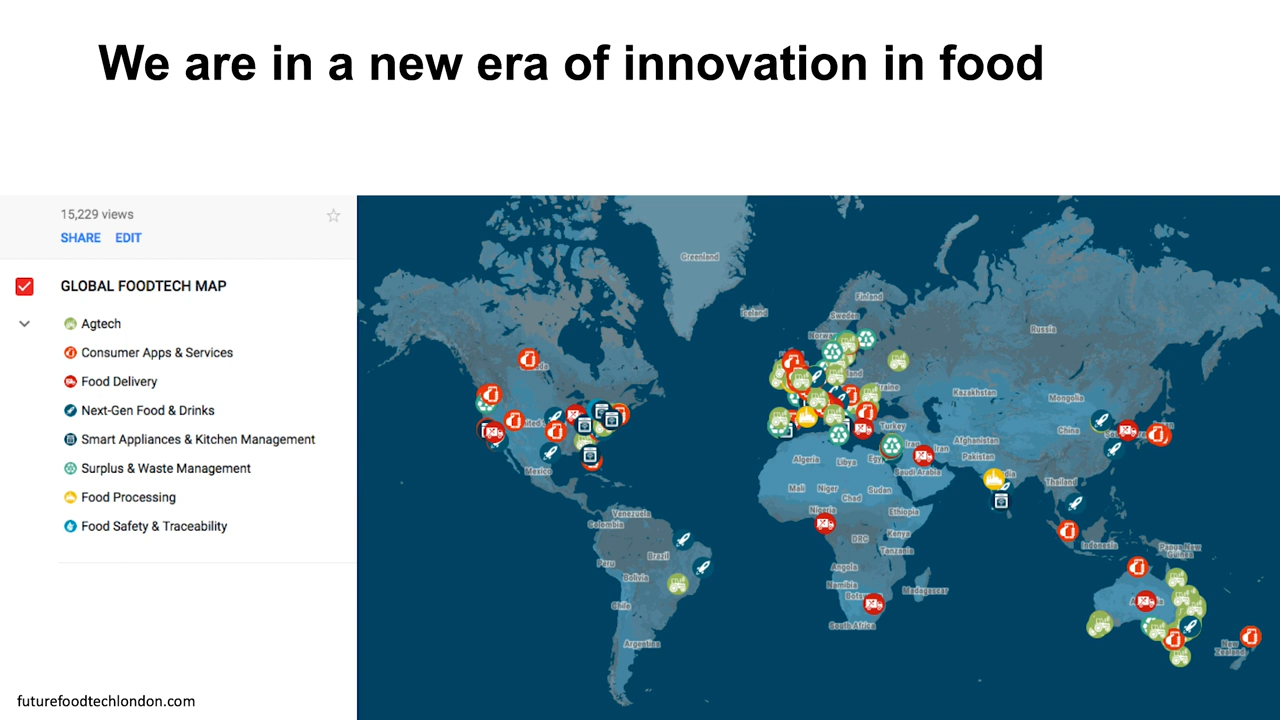 We are in a new era of innovation in food
15,229 views
SHARE EDIT
GLOBAL FOODTECH MAP
Agtech
Consumer Apps & Services
Food Delivery
Next-Gen Food & Drinks
Smart Appliances & Kitchen Management
Surplus & Waste Management
Food Processing
Food Safety & Traceability
futurefoodtechlondon.com
Greenland
Iceland
Finland
Sweden
Norway
Russia
Kazakhstan
Mongolia
China
Turkey
Afghanistan
Iran
Pakistan
Algeria
Libya
Saudi Arabia
Mexico
Mali
Niger
Chad
Sudan
Thailand
Nigeria
Ethiopia
Venezuela
Colombia
DRC
Kenya
Tanzania
Indonesia
Papua New
Guinea
Brazil
Peru
Bolivia
Angola
Namibia
Madagascar
Chile
South Africa
Argentina
New
Zealand